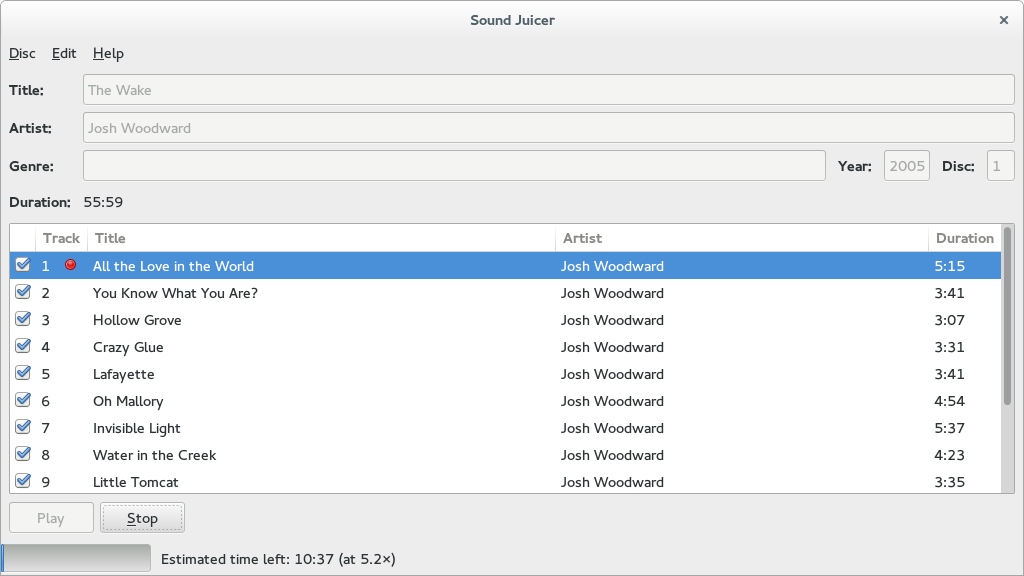 Sound Juicer ×
Disc Edit Help
Title: The Wake
Artist: Josh Woodward
Genre: Year: 2005 Disc: 1
Duration: 55:59
Track Title Artist Duration
1 All the Love in the World Josh Woodward 5:15
2 You Know What You Are? Josh Woodward 3:41
3 Hollow Grove Josh Woodward 3:07
4 Crazy Glue Josh Woodward 3:31
5 Lafayette Josh Woodward 3:41
6 Oh Mallory Josh Woodward 4:54
7 Invisible Light Josh Woodward 5:37
8 Water in the Creek Josh Woodward 4:23
9 Little Tomcat Josh Woodward 3:35
Play Stop
Estimated time left: 10:37 (at 5.2×)